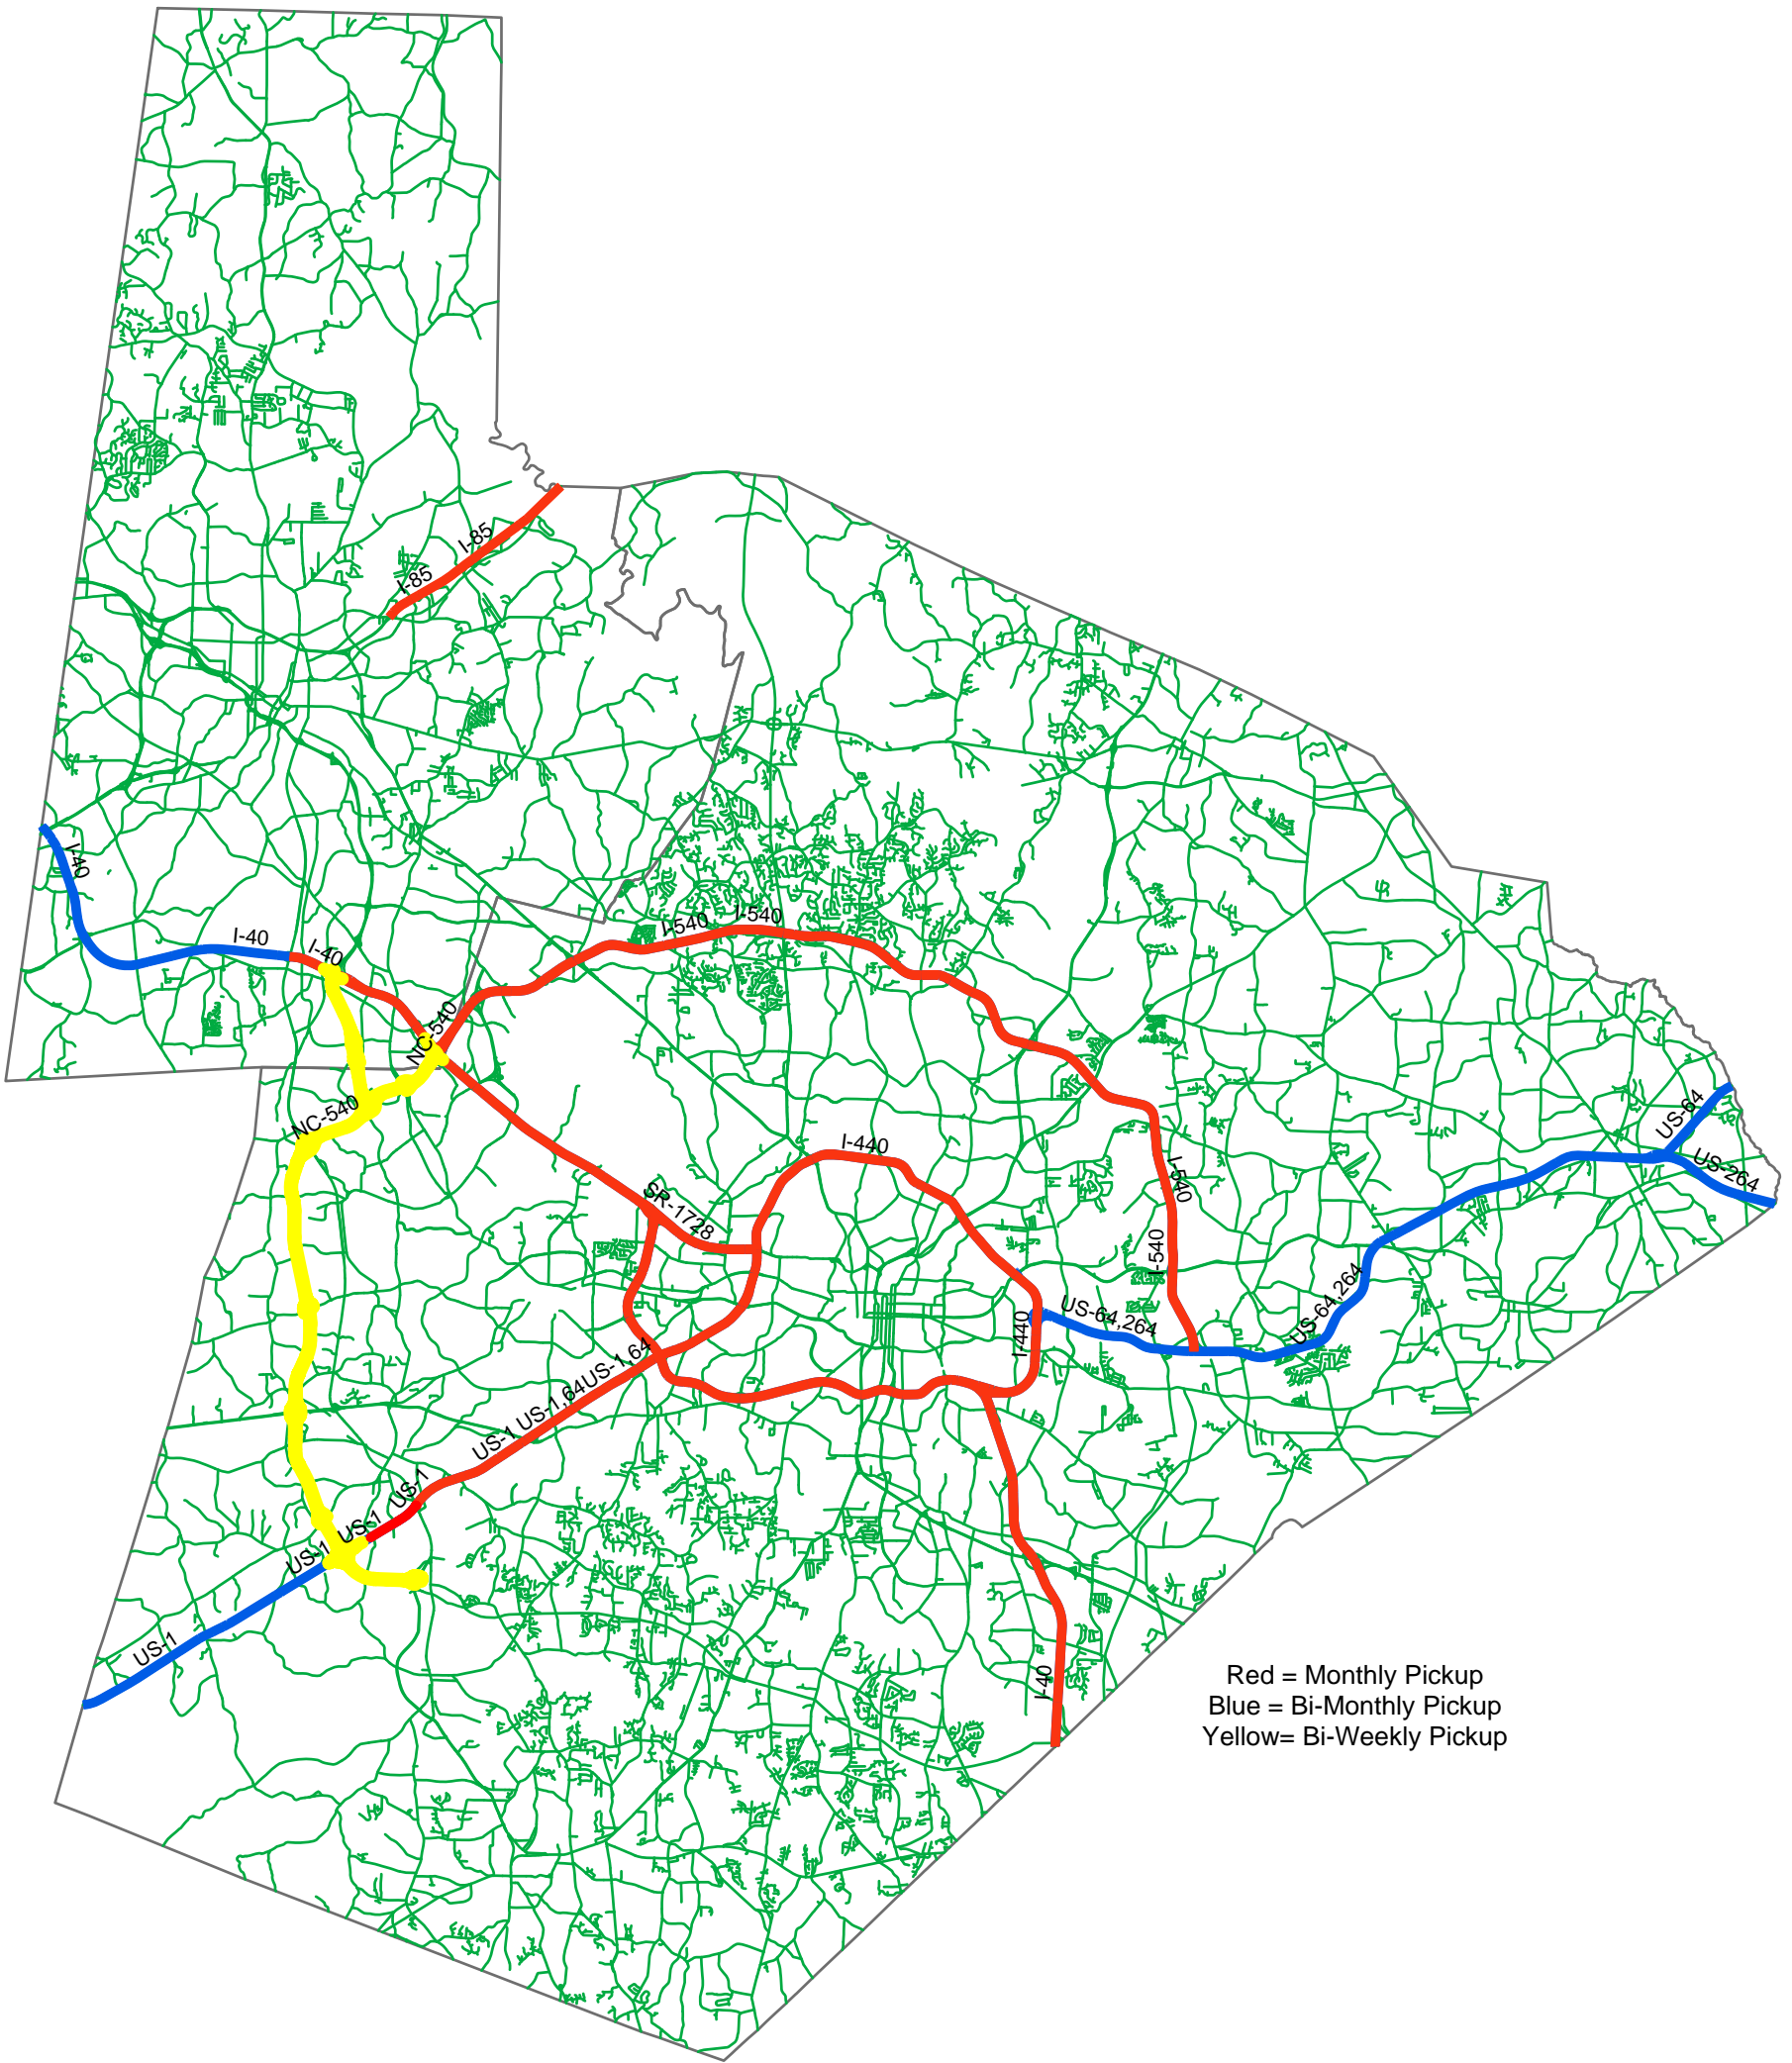 I-85
I-85
I-40
I-40
I-40
I-540
I-540
NC-540
NC-540
I-440
SR-1728
I-540
I-540
US-64
US-264
US-64,264
US-64,264
I-440
US-1,64
US-1,64
US-1
US-1
US-1
US-1
US-1
I-40
Red = Monthly Pickup
Blue = Bi-Monthly Pickup
Yellow= Bi-Weekly Pickup